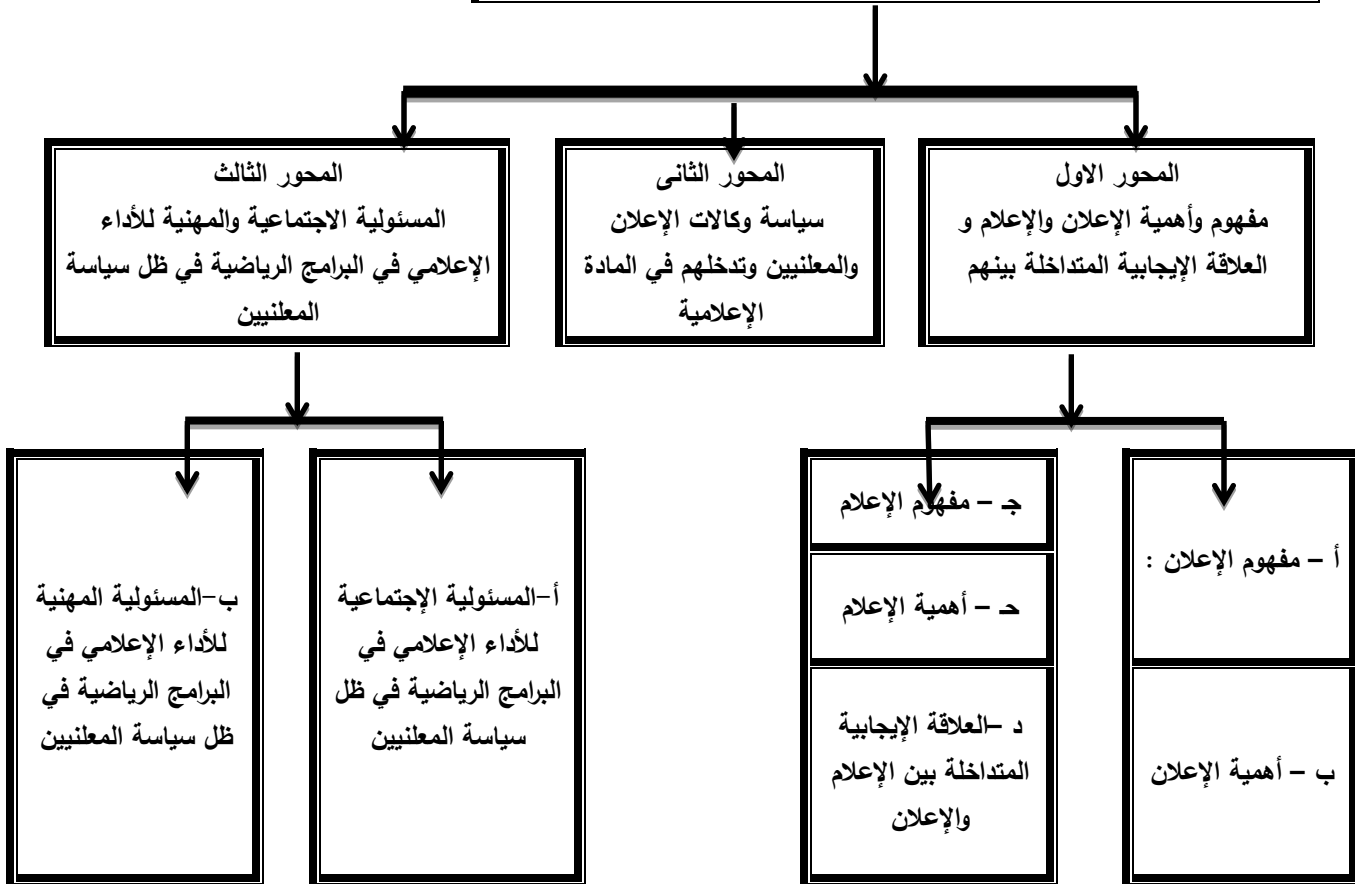 المحور الاول
مفهوم وأهمية الإعلان والإعلام و
العلاقة الإيجابية المتداخلة بينهم
المحور الثانى
سياسة وكالات الإعلان
والمعلنيين وتدخلهم في المادة
الإعلامية
المحور الثالث
المسئولية الاجتماعية والمهنية للأداء
الإعلامي في البرامج الرياضية في ظل سياسة
المعلنيين
أ – مفهوم الإعلان :
ب – أهمية الإعلان
جـ – مفهوم الإعلام
حـ – أهمية الإعلام
د –العلاقة الإيجابية
المتداخلة بين الإعلام
والإعلان
أ–المسئولية الإجتماعية
للأداء الإعلامي في
البرامج الرياضية في ظل
سياسة المعلنيين
ب–المسئولية المهنية
للأداء الإعلامي في
البرامج الرياضية في
ظل سياسة المعلنيين